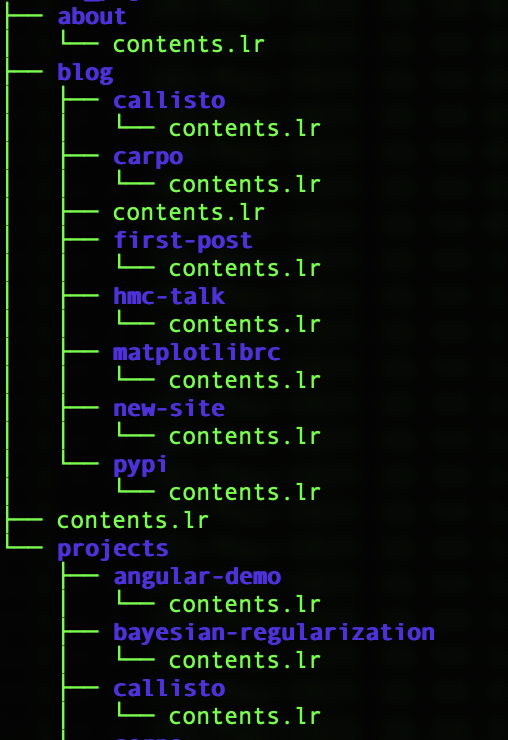 ├── about
│   └── contents.lr
├── blog
│   ├── callisto
│   │   └── contents.lr
│   ├── carpo
│   │   └── contents.lr
│   ├── contents.lr
│   ├── first-post
│   │   └── contents.lr
│   ├── hmc-talk
│   │   └── contents.lr
│   ├── matplotlibrc
│   │   └── contents.lr
│   ├── new-site
│   │   └── contents.lr
│   └── pypi
│       └── contents.lr
├── contents.lr
└── projects
    ├── angular-demo
    │   └── contents.lr
    ├── bayesian-regularization
    │   └── contents.lr
    ├── callisto
    │   └── contents.lr